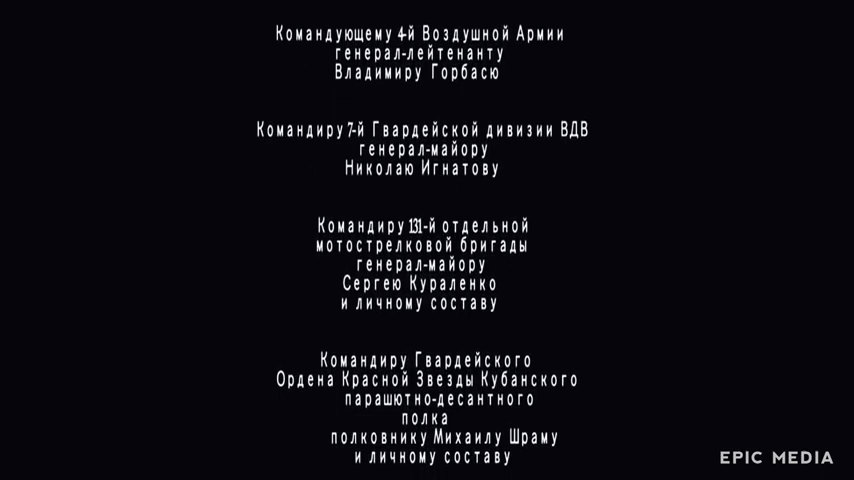 Командующему 4-й Воздушной Армии
генерал-лейтенанту
Владимиру Горбасю
Командиру 7-й Гвардейской дивизии ВДВ
генерал-майору
Николаю Игнатову
Командиру 131-й отдельной
мотострелковой бригады
генерал-майору
Сергею Кураленко
и личному составу
Командиру Гвардейского
Ордена Красной Звезды Кубанского
парашютно-десантного
полка
полковнику Михаилу Шраму
и личному составу
EPIC MEDIA